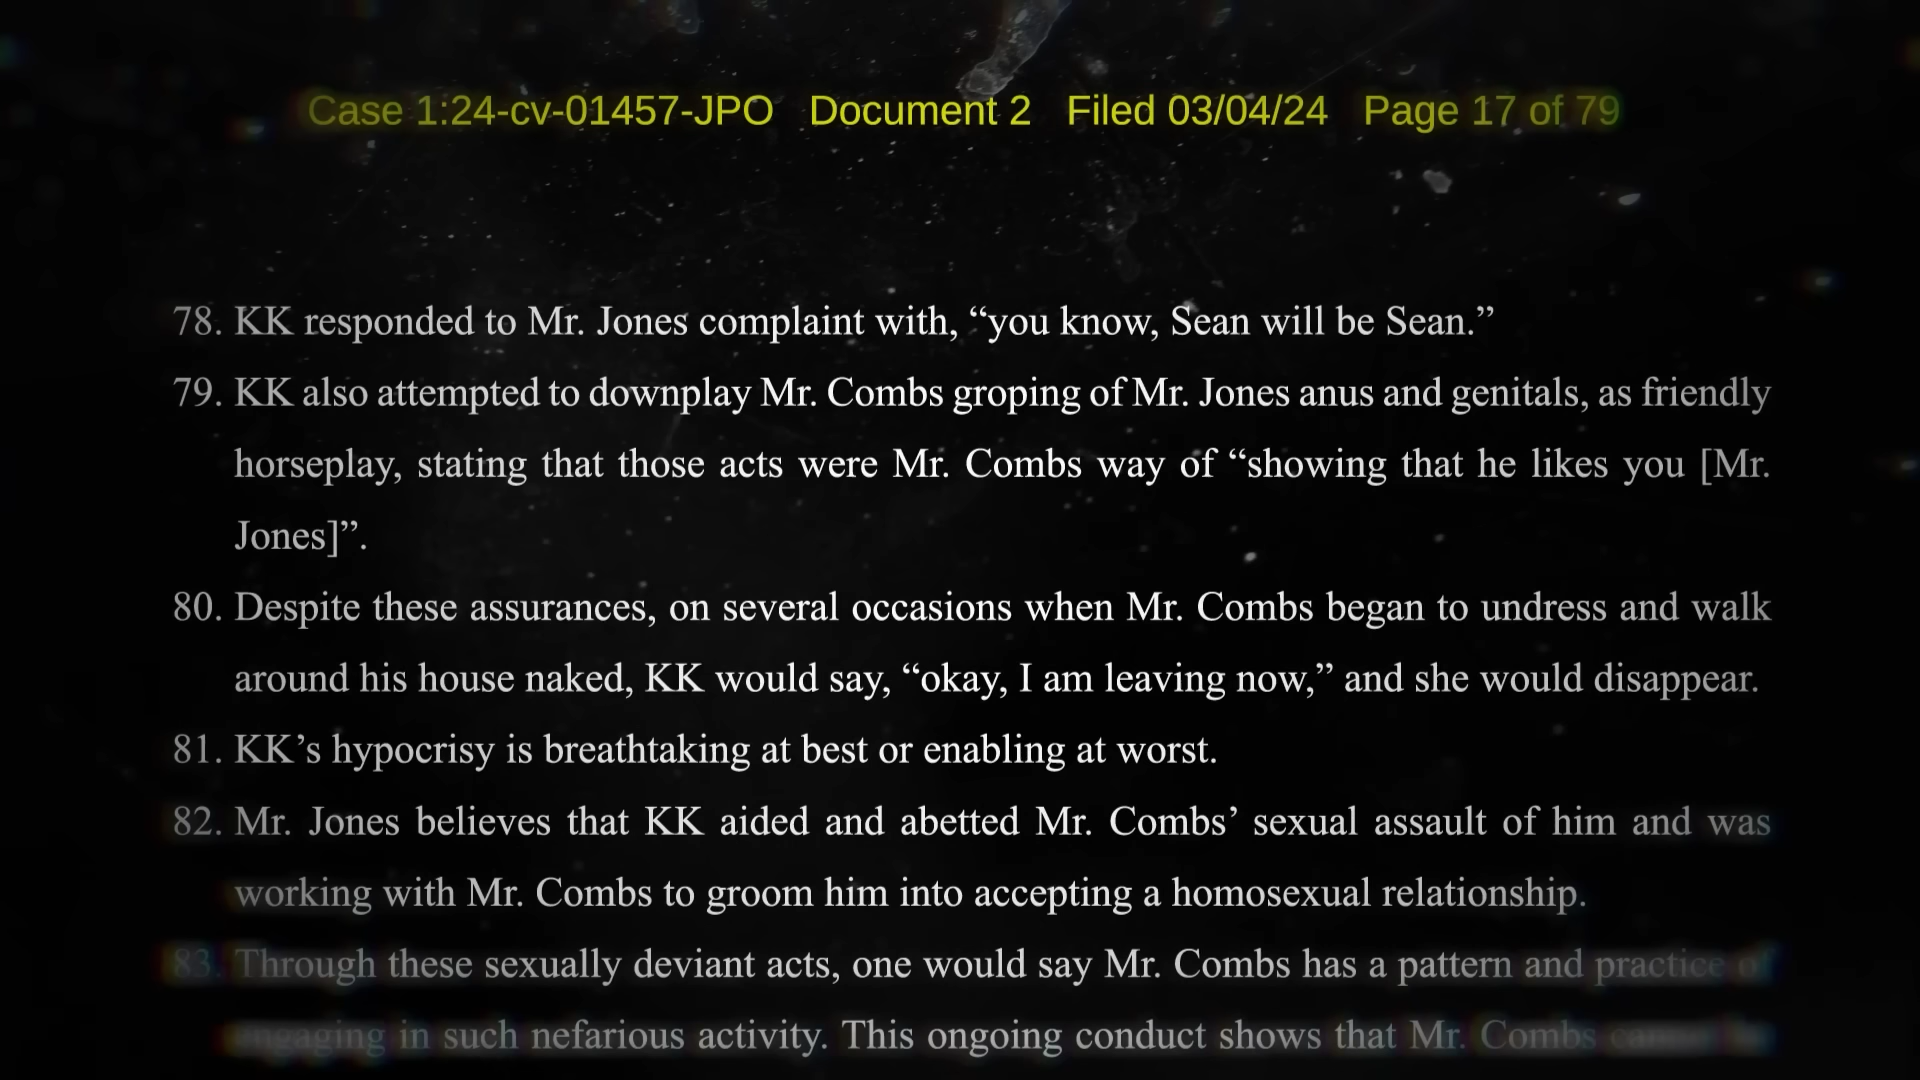 Case 1:24-cv-01457-JPO Document 2 Filed 03/04/24 Page 17 of 79
78. KK responded to Mr. Jones complaint with, “you know, Sean will be Sean.”
79. KK also attempted to downplay Mr. Combs groping of Mr. Jones anus and genitals, as friendly
horseplay, stating that those acts were Mr. Combs way of “showing that he likes you [Mr.
Jones]”.
80. Despite these assurances, on several occasions when Mr. Combs began to undress and walk
around his house naked, KK would say, “okay, I am leaving now,” and she would disappear.
81. KK’s hypocrisy is breathtaking at best or enabling at worst.
82. Mr. Jones believes that KK aided and abetted Mr. Combs’ sexual assault of him and was
working with Mr. Combs to groom him into accepting a homosexual relationship.
83. Through these sexually deviant acts, one would say Mr. Combs has a pattern and practice of
engaging in such nefarious activity. This ongoing conduct shows that Mr. Combs